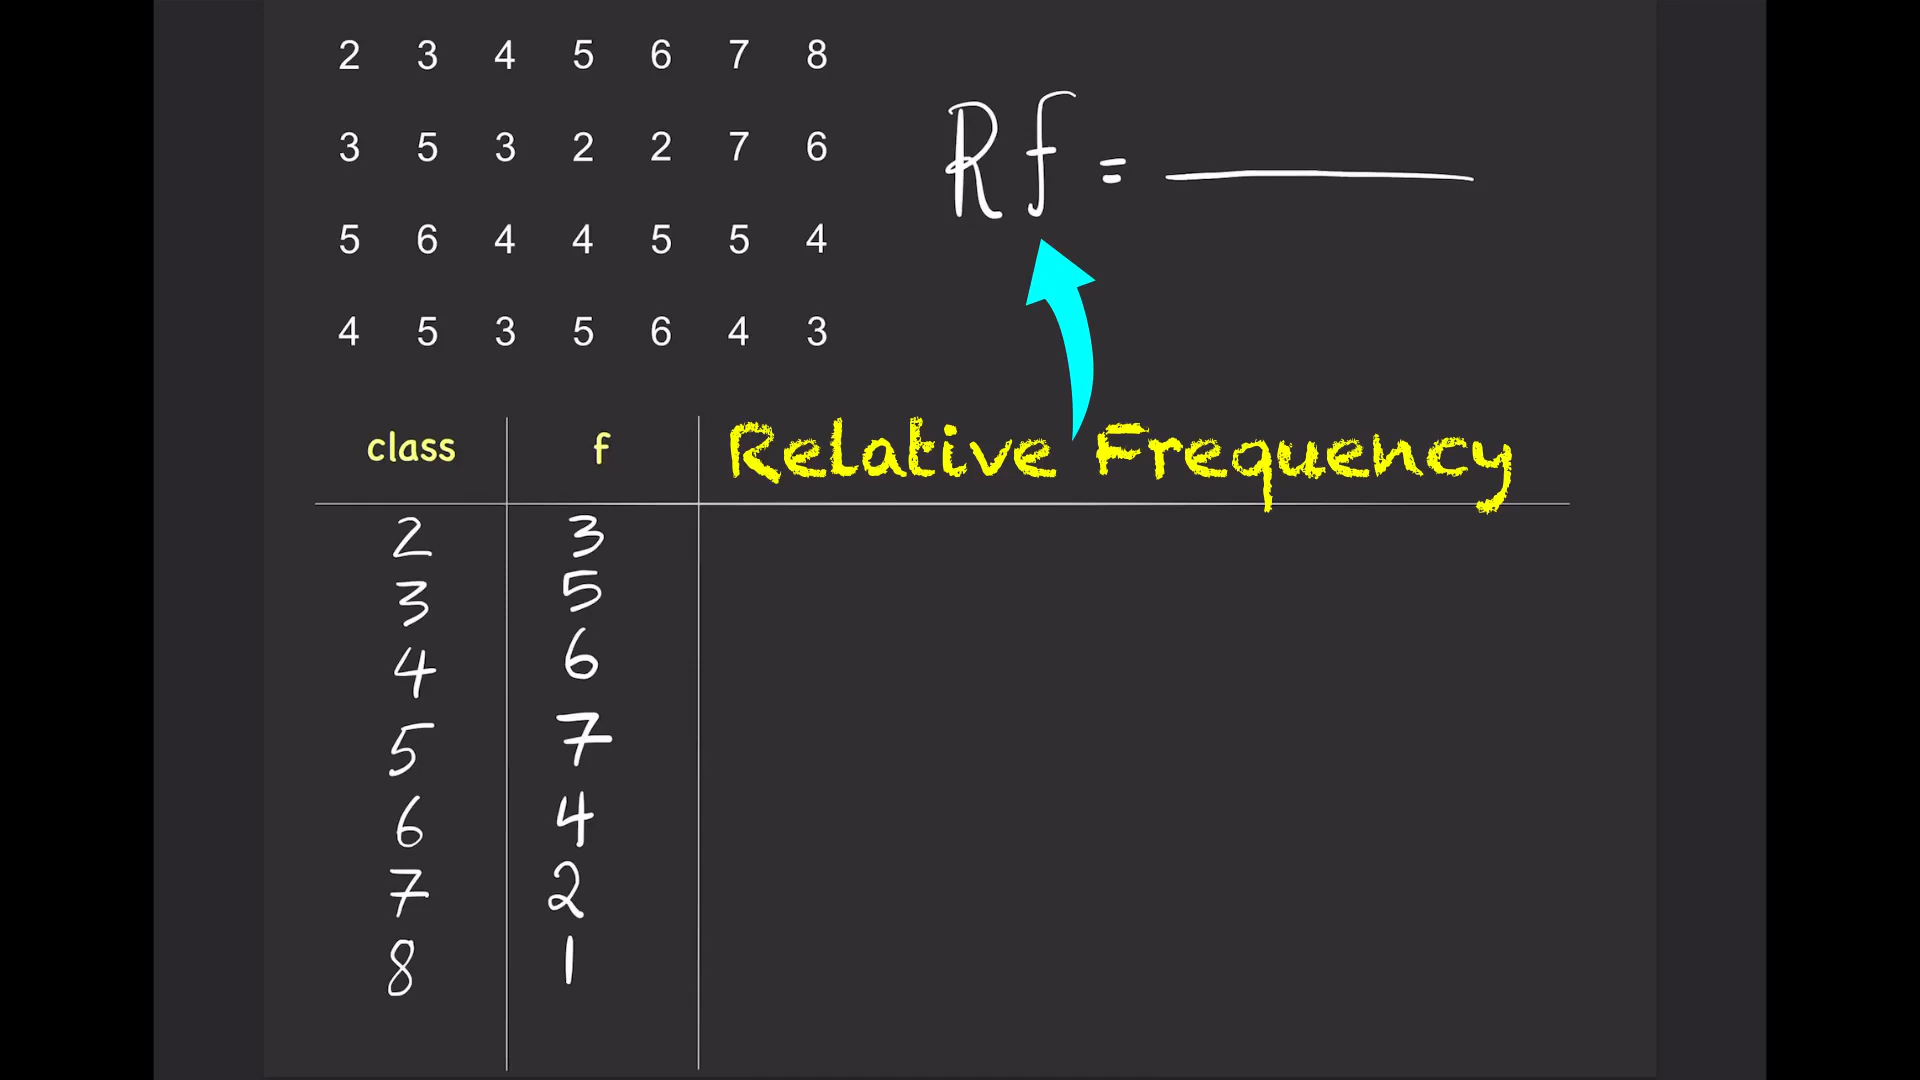 2 3 4 5 6 7 8
3 5 3 2 2 7 6
5 6 4 4 5 5 4
4 5 3 5 6 4 3
Rf =
class f Relative Frequency
2 3
3 5
4 6
5 7
6 4
7 2
8 1